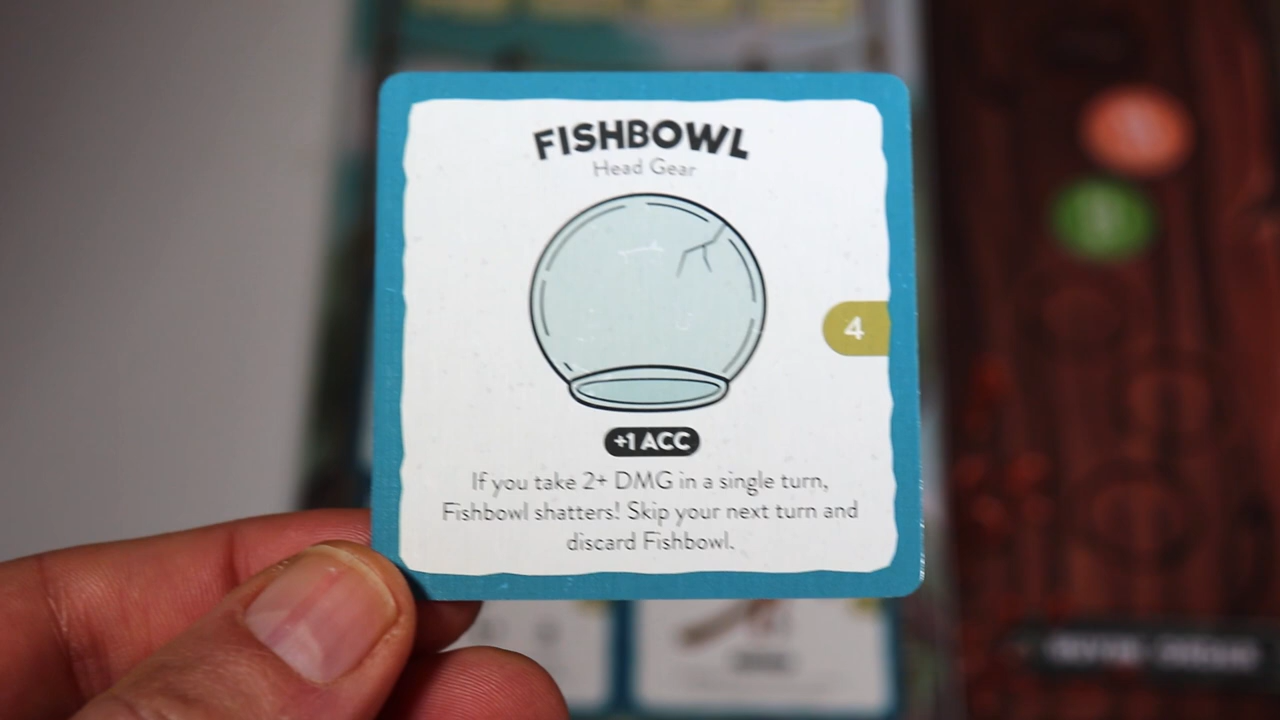 FISHBOWL
Head Gear
4
+1 ACC
If you take 2+ DMG in a single turn,
Fishbowl shatters! Skip your next turn and
discard Fishbowl.